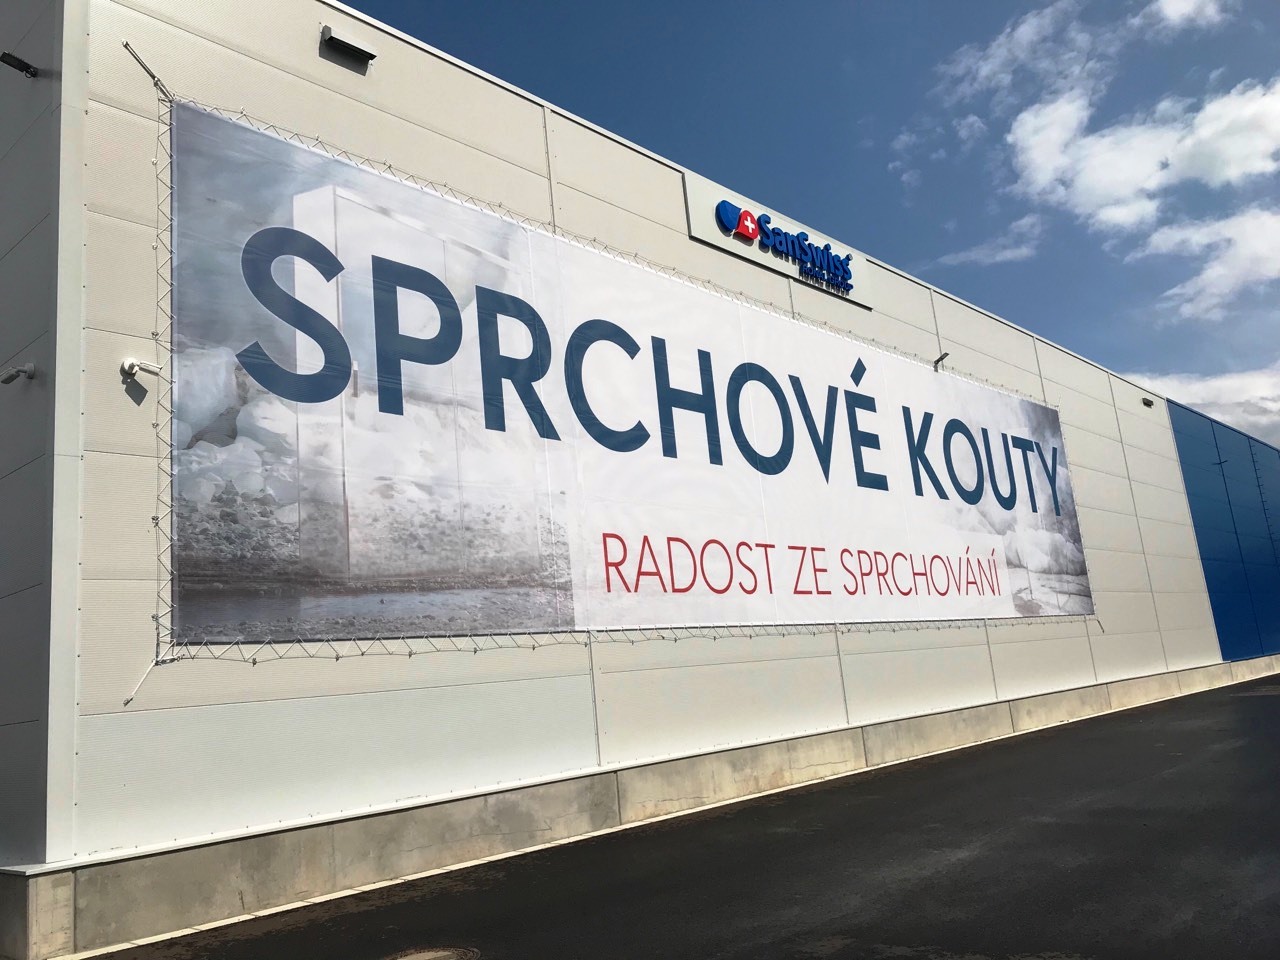 SanSwiss
SPRCHOVÉ KOUTY
RADOST ZE SPRCHOVÁNÍ